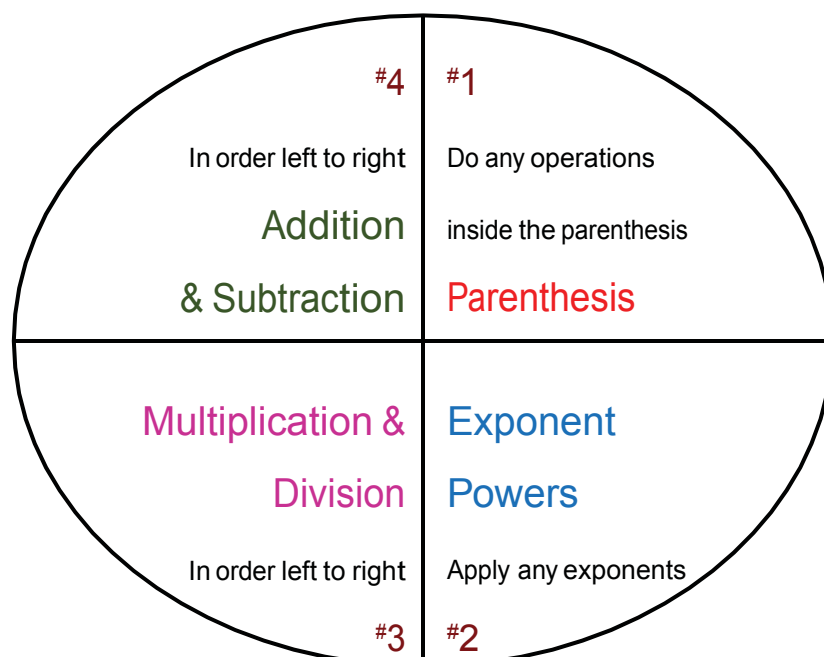 #4
In order left to right
Addition
& Subtraction
#1
Do any operations
inside the parenthesis
Parenthesis
Multiplication &
Division
In order left to right
#3
Exponent
Powers
Apply any exponents
#2